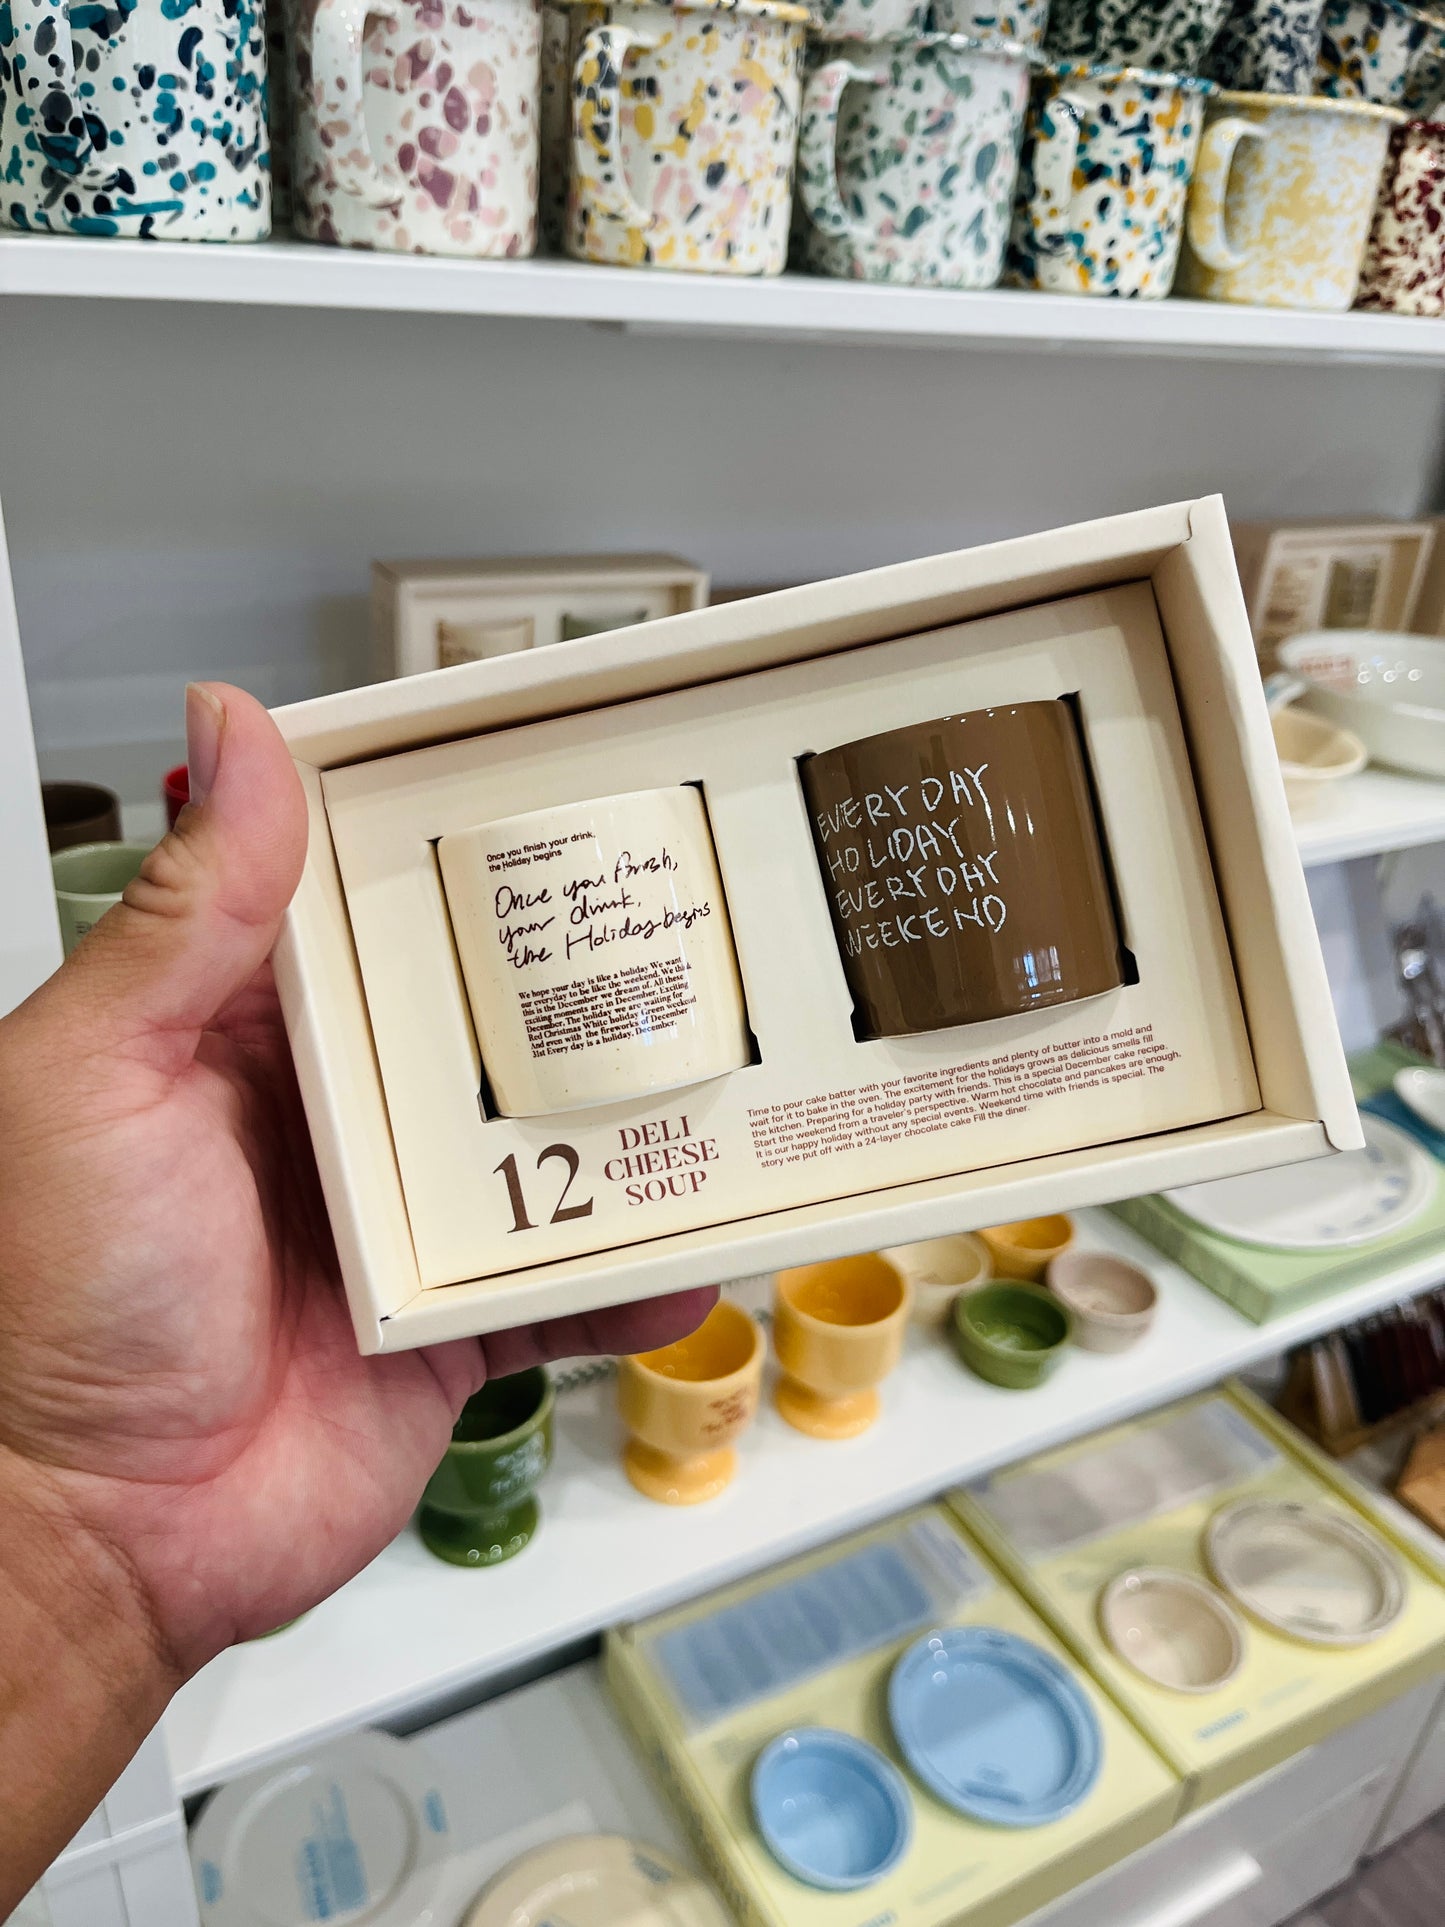 Once you finish your drink,
the Holiday begins
Once you finish,
your drink,
the Holiday begins
We hope your day is like a holiday We want
our everyday to be like the weekend. We think
this is the December we dream of. All these
exciting moments are in December. Exciting
December. The holiday we are waiting for
Red Christmas White holiday Green weekend
And even with the fireworks of December
31st Every day is a holiday. December.
EVERYDAY
HOLIDAY
EVERYDAY
WEEKEND
12
DELI
CHEESE
SOUP
Time to pour cake batter with your favorite ingredients and plenty of butter into a mold and
wait for it to bake in the oven. The excitement for the holidays grows as delicious smells fill
the kitchen. Preparing for a holiday party with friends. This is a special December cake recipe.
Start the weekend from a traveler's perspective. Warm hot chocolate and pancakes are enough,
It is our happy holiday without any special events. Weekend time with friends is special. The
story we put off with a 24-layer chocolate cake Fill the diner.